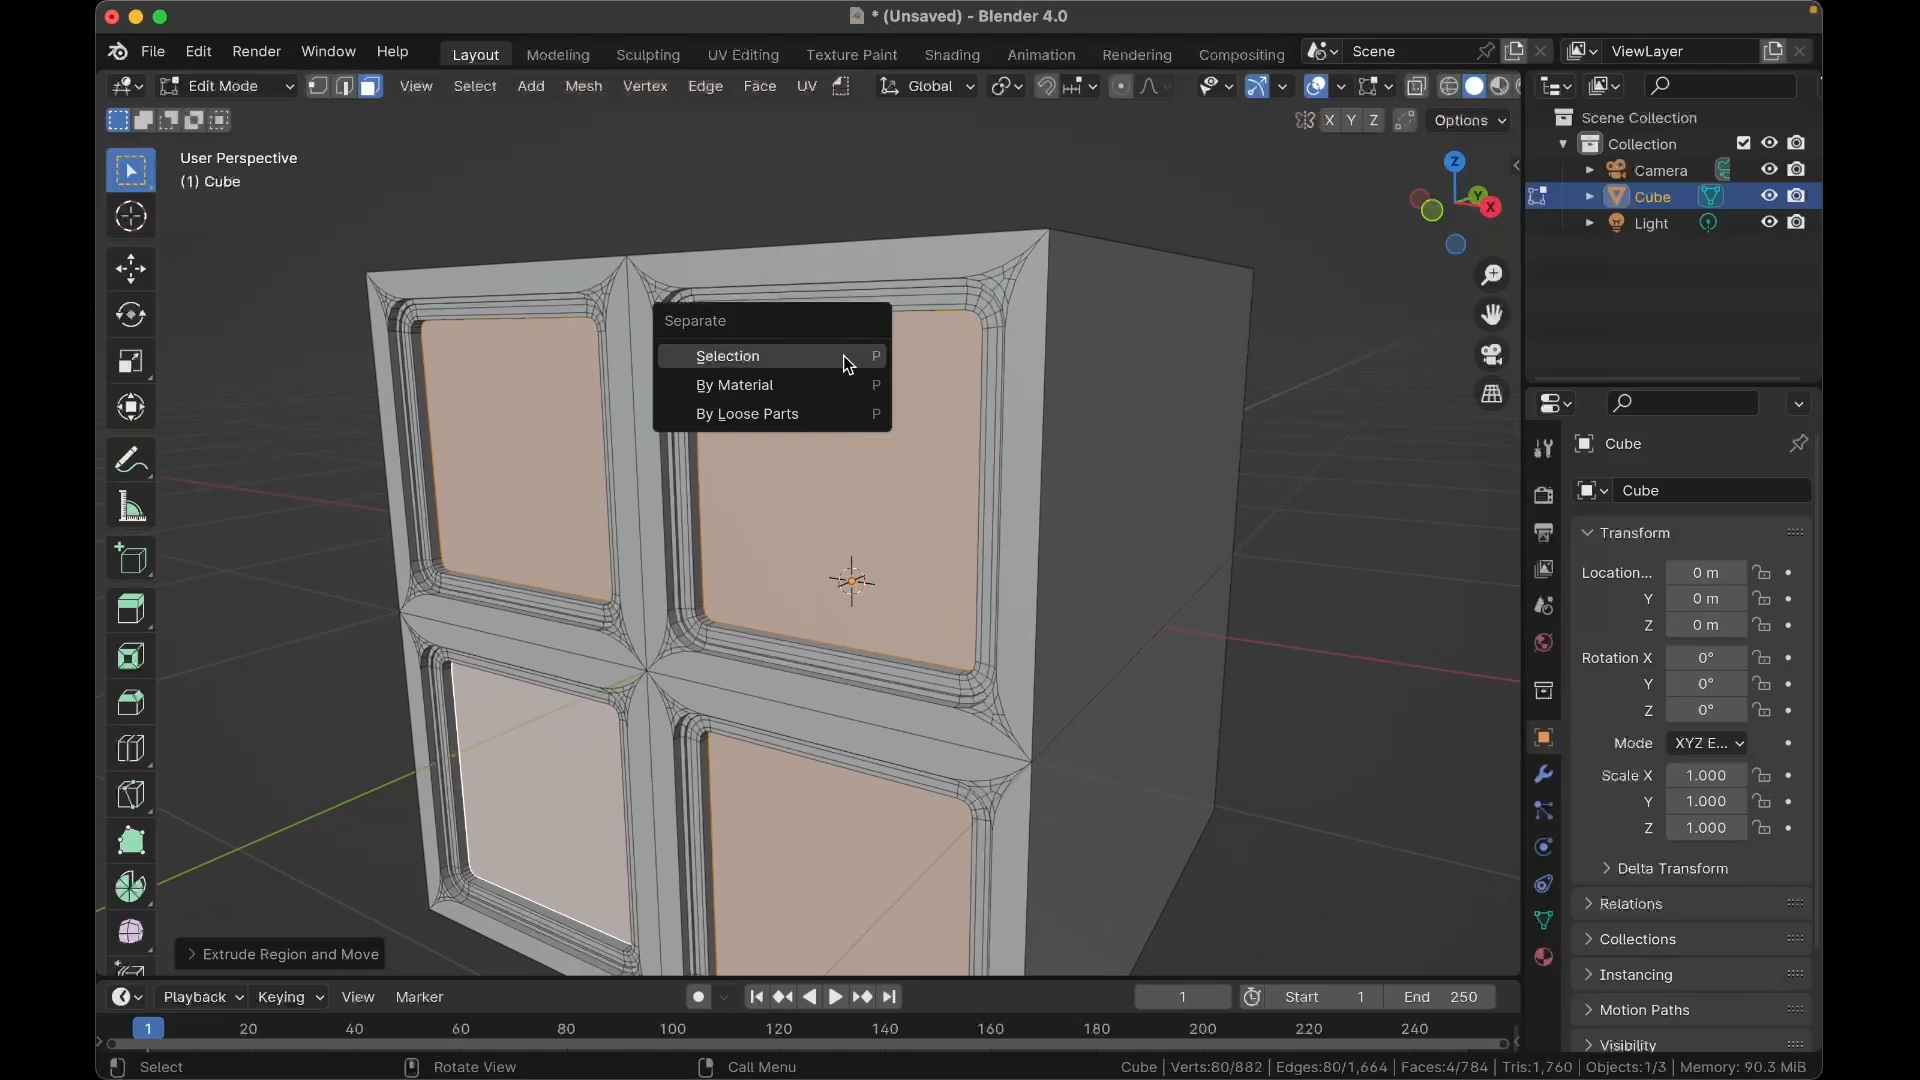 * (Unsaved) - Blender 4.0
File Edit Render Window Help Layout Modeling Sculpting UV Editing Texture Paint Shading Animation Rendering Compositing Scene ViewLayer
Edit Mode View Select Add Mesh Vertex Edge Face UV Global
X Y Z Options
User Perspective
(1) Cube
Z
Y
X
Separate
Selection P
By Material P
By Loose Parts P
Extrude Region and Move
Scene Collection
Collection
Camera
Cube
Light
Cube
Cube
Transform
Location... 0 m
Y 0 m
Z 0 m
Rotation X 0°
Y 0°
Z 0°
Mode XYZ E...
Scale X 1.000
Y 1.000
Z 1.000
Delta Transform
Relations
Collections
Instancing
Motion Paths
Visibility
Playback Keying View Marker 1 Start 1 End 250
1 20 40 60 80 100 120 140 160 180 200 220 240
Select Rotate View Call Menu Cube | Verts:80/882 | Edges:80/1,664 | Faces:4/784 | Tris:1,760 | Objects:1/3 | Memory: 90.3 MiB